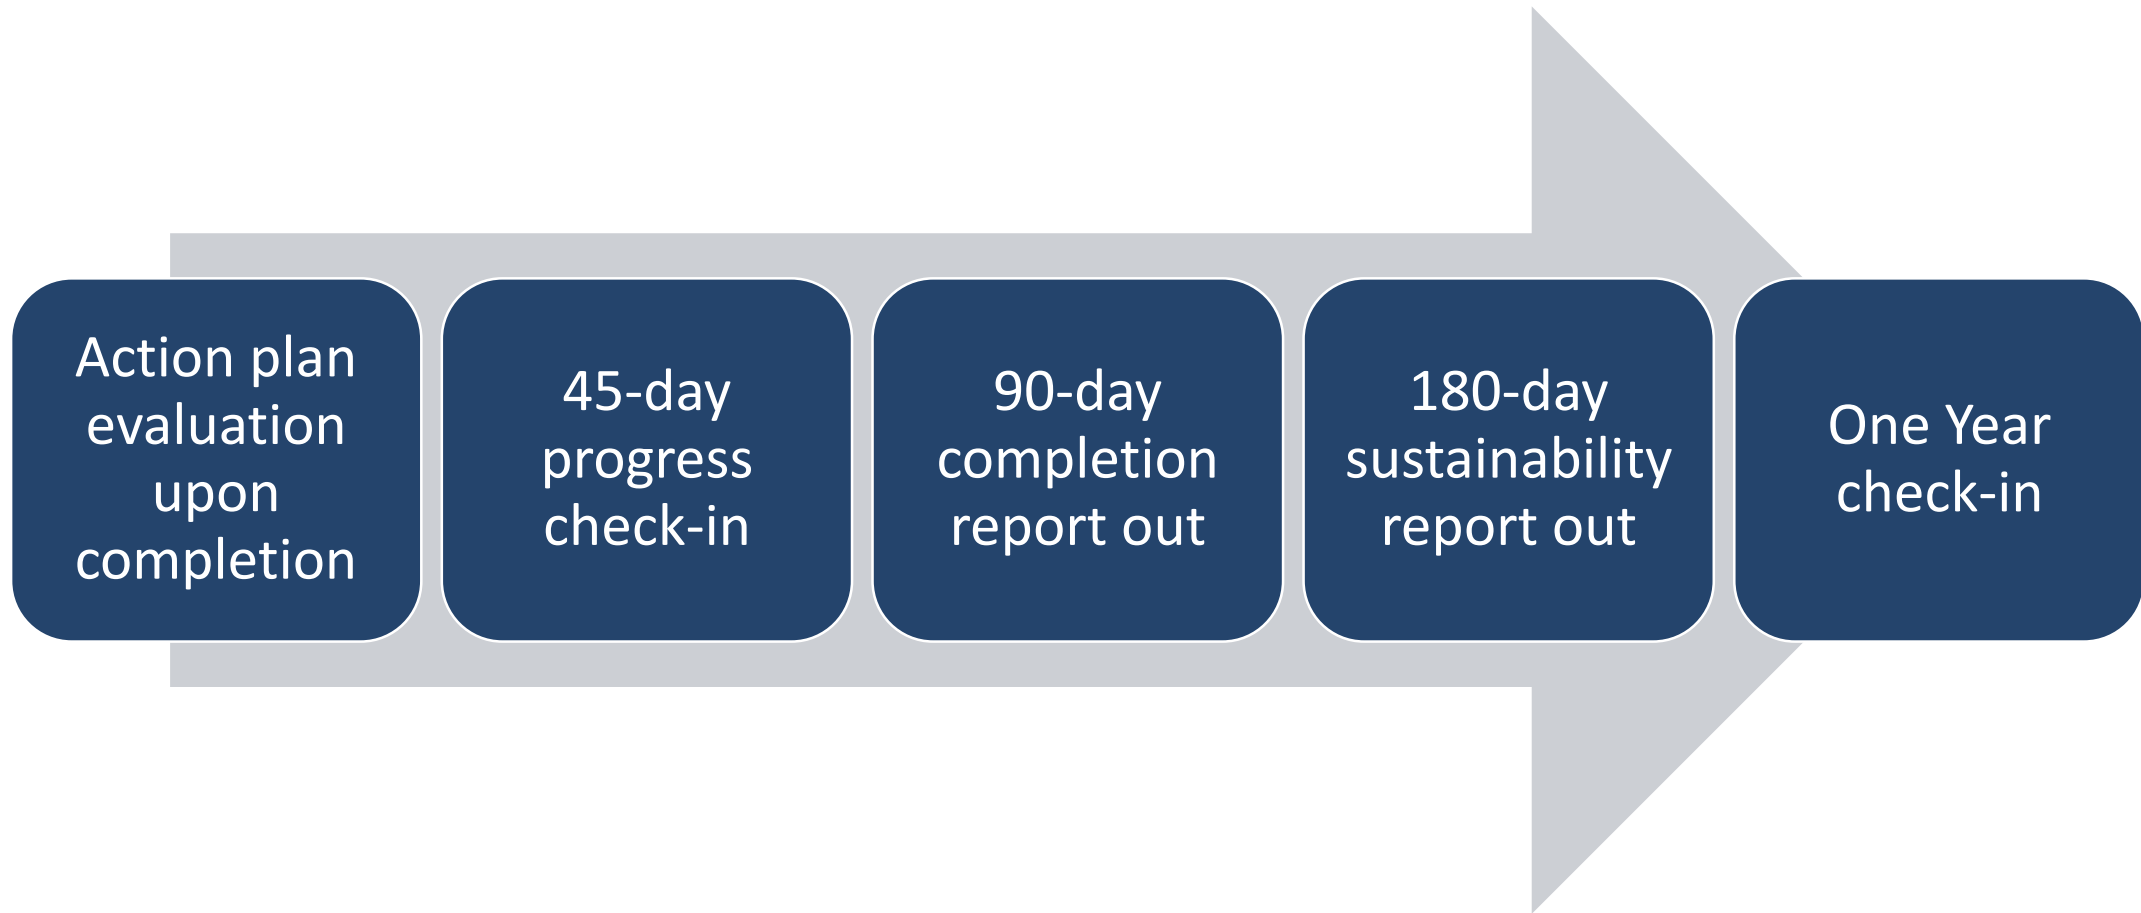 Action plan
evaluation
upon
completion
45-day
progress
check-in
90-day
completion
report out
180-day
sustainability
report out
One Year
check-in